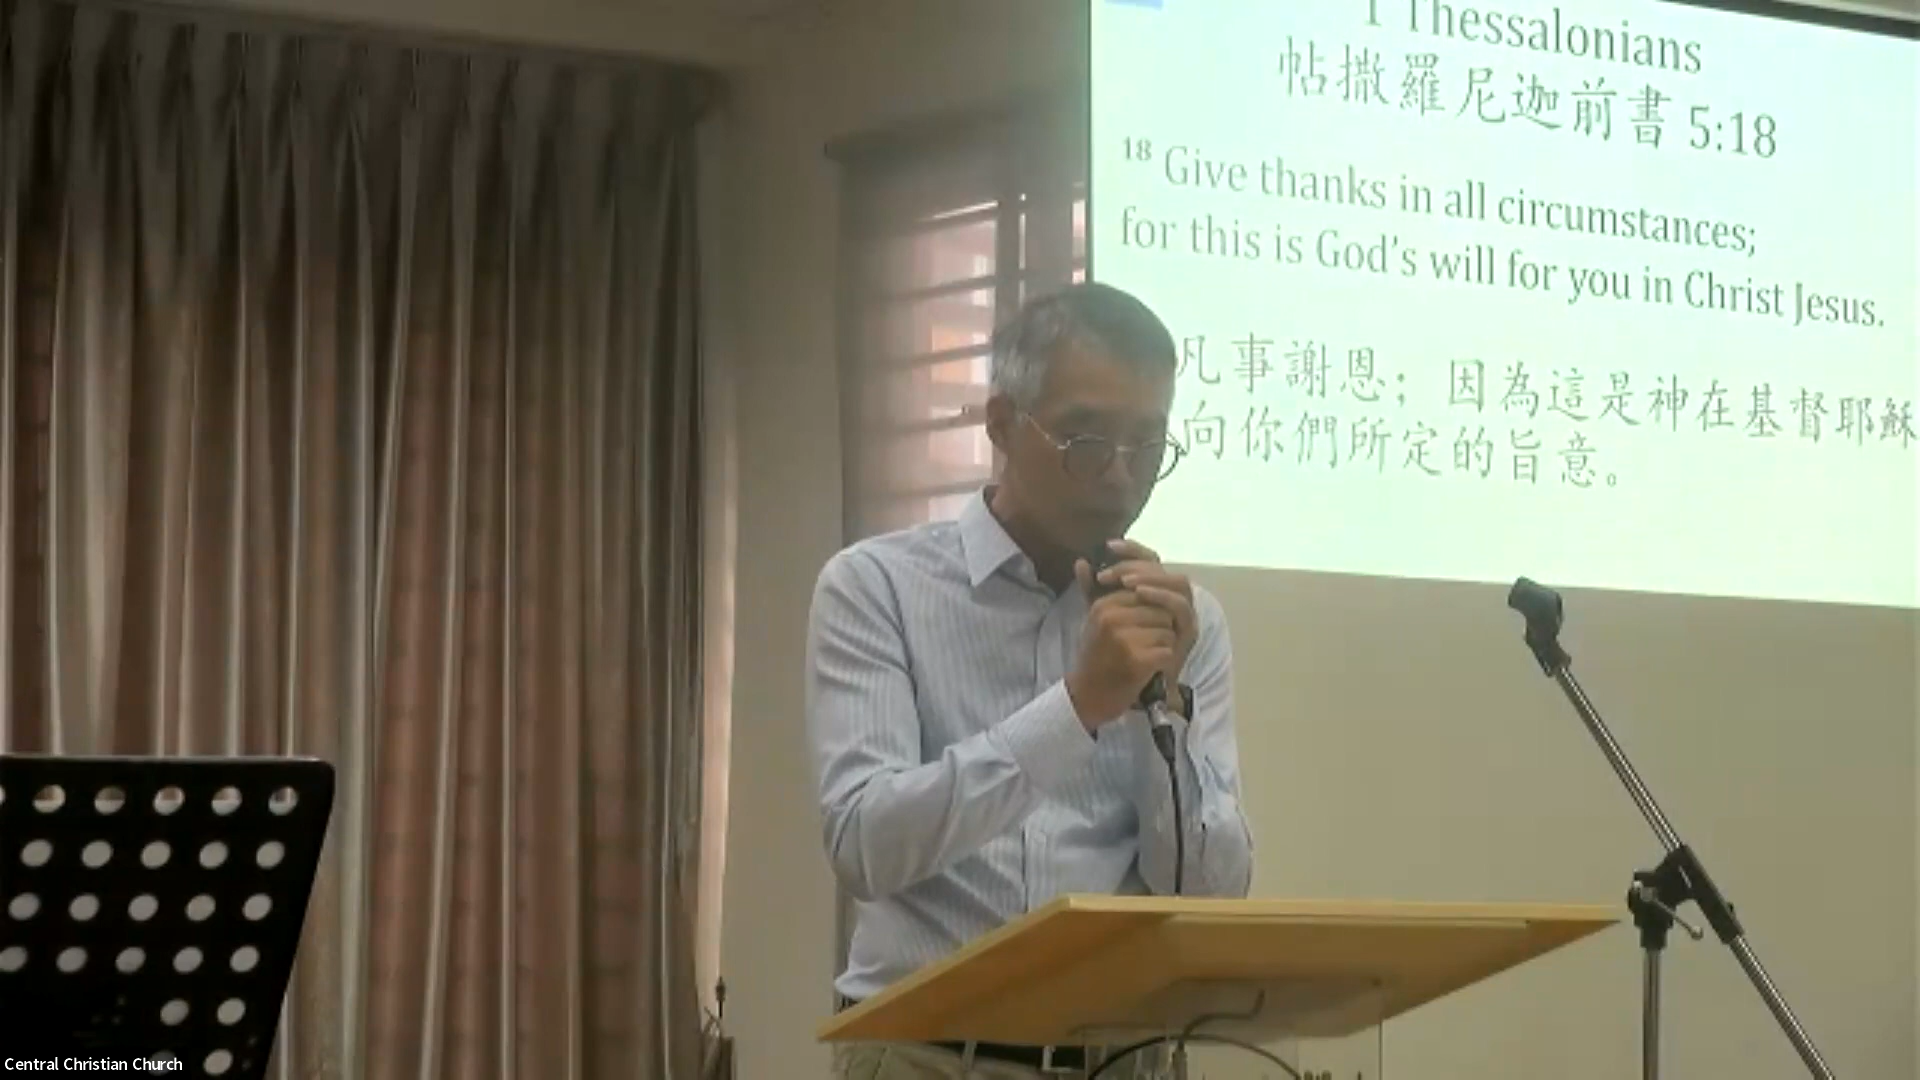 1 Thessalonians
帖撒羅尼迦前書 5:18
18 Give thanks in all circumstances;
for this is God's will for you in Christ Jesus.
凡事謝恩；因為這是神在基督耶穌
向你們所定的旨意。
Central Christian Church